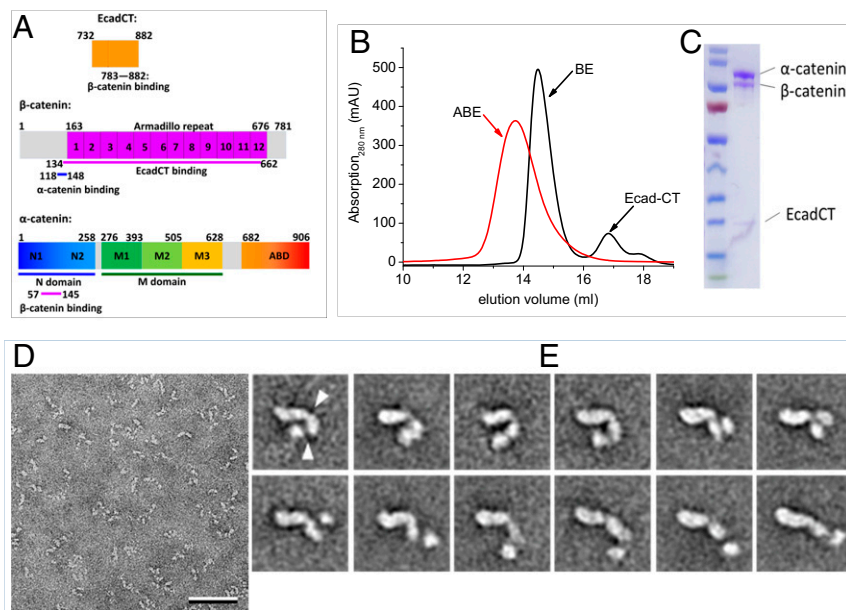 A
EcadCT:
732 882
783—882:
β-catenin binding
β-catenin:
1 163 Armadillo repeat 676 781
1 2 3 4 5 6 7 8 9 10 11 12
134 662
EcadCT binding
118 148
α-catenin binding
α-catenin:
1 258 276 393 505 628 682 906
N1 N2 M1 M2 M3 ABD
N domain M domain
57 145
β-catenin binding
B
Absorption280 nm (mAU)
500
400
300
200
100
0
10 12 14 16 18
elution volume (ml)
BE
ABE
Ecad-CT
C
α-catenin
β-catenin
EcadCT
D
E